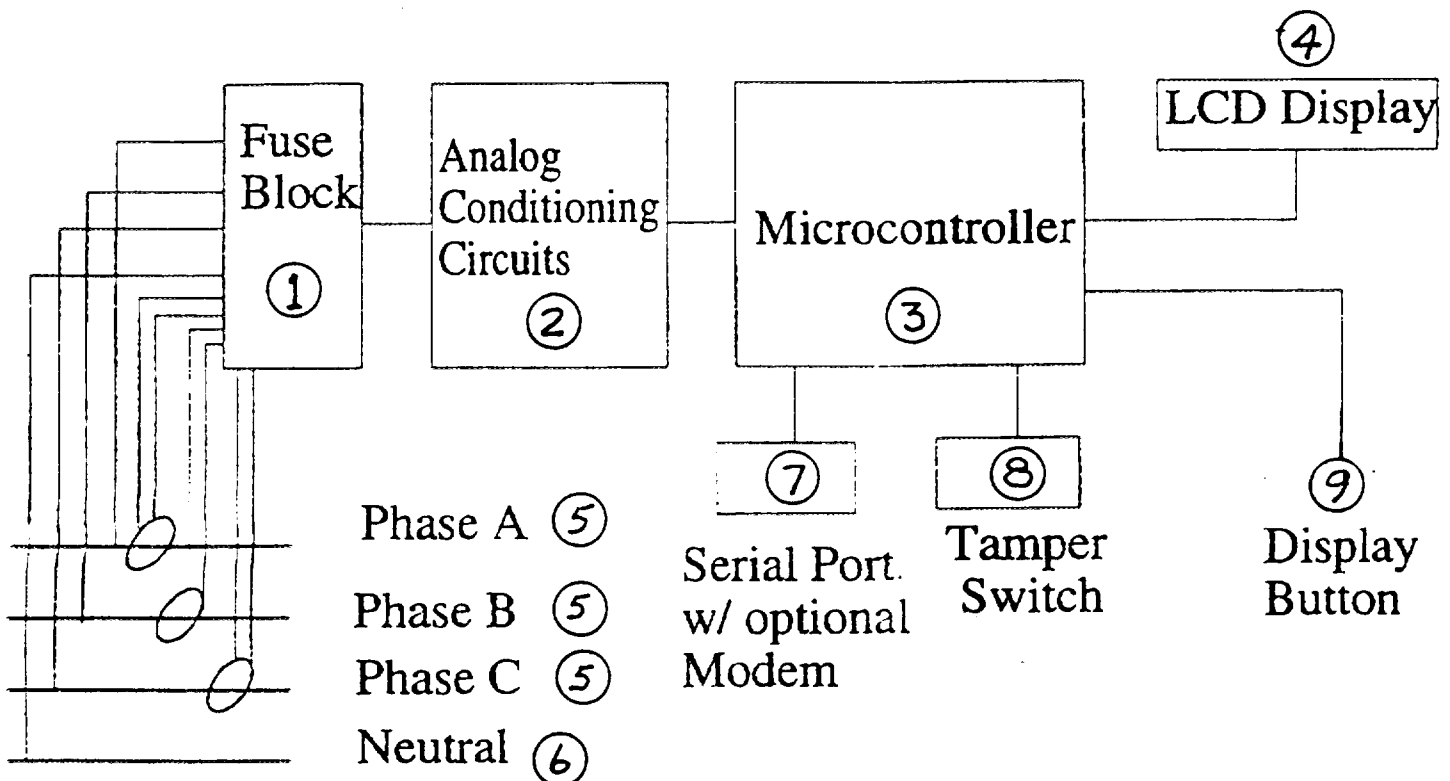 4
LCD Display
Fuse
Block
1
Analog
Conditioning
Circuits
2
Microcontroller
3
7
Serial Port.
w/ optional
Modem
8
Tamper
Switch
9
Display
Button
Phase A 5
Phase B 5
Phase C 5
Neutral 6